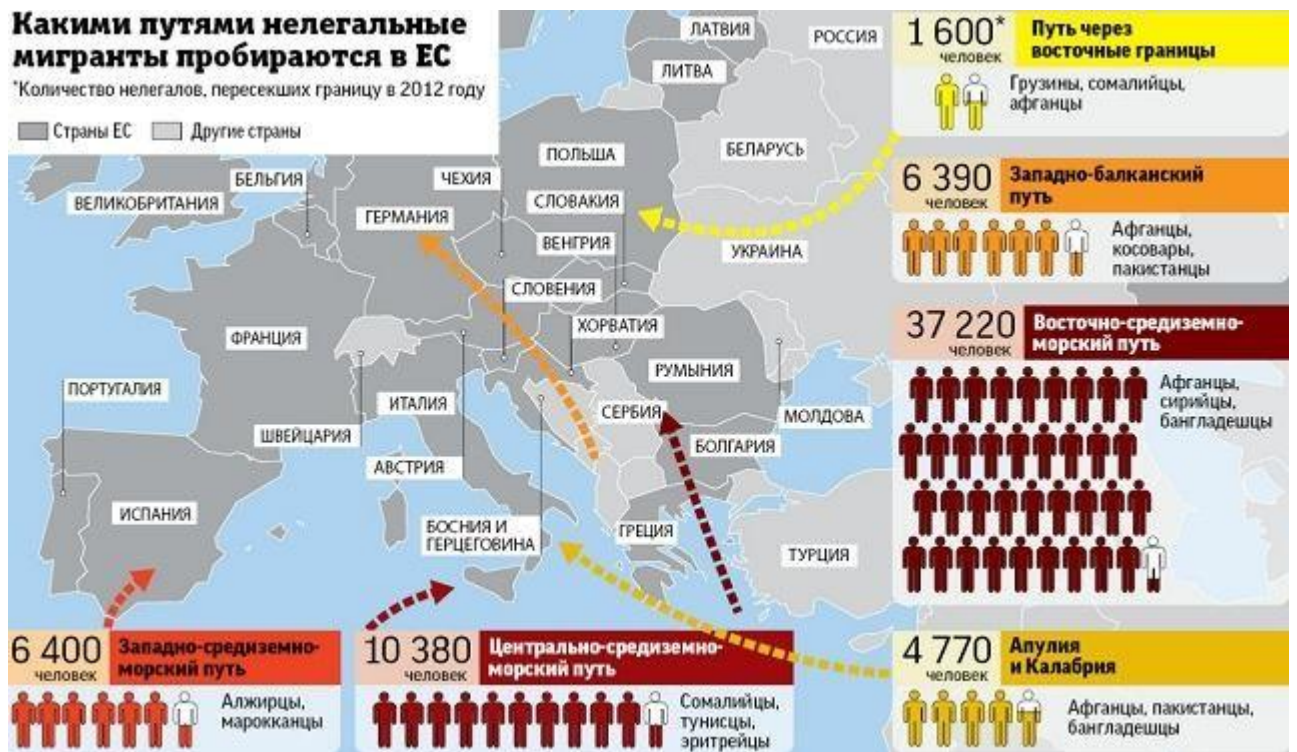 Какими путями нелегальные
мигранты пробираются в ЕС
*Количество нелегалов, пересекших границу в 2012 году
Страны ЕС
Другие страны
ЛАТВИЯ
РОССИЯ
ЛИТВА
БЕЛАРУСЬ
ПОЛЬША
БЕЛЬГИЯ
ЧЕХИЯ
ВЕЛИКОБРИТАНИЯ
ГЕРМАНИЯ
СЛОВАКИЯ
ВЕНГРИЯ
УКРАИНА
СЛОВЕНИЯ
ФРАНЦИЯ
ХОРВАТИЯ
РУМЫНИЯ
ПОРТУГАЛИЯ
ИТАЛИЯ
СЕРБИЯ
МОЛДОВА
ШВЕЙЦАРИЯ
БОЛГАРИЯ
АВСТРИЯ
ИСПАНИЯ
БОСНИЯ И
ГЕРЦЕГОВИНА
ГРЕЦИЯ
ТУРЦИЯ
1 600*
человек
Путь через
восточные границы
Грузины, сомалийцы,
афганцы
6 390
человек
Западно-балканский
путь
Афганцы,
косовары,
пакистанцы
37 220
человек
Восточно-средиземно-
морский путь
Афганцы,
сирийцы,
бангладешцы
6 400
человек
Западно-средиземно-
морский путь
Алжирцы,
марокканцы
10 380
человек
Центрально-средиземно-
морский путь
Сомалийцы,
тунисцы,
эритрейцы
4 770
человек
Апулия
и Калабрия
Афганцы, пакистанцы,
бангладешцы